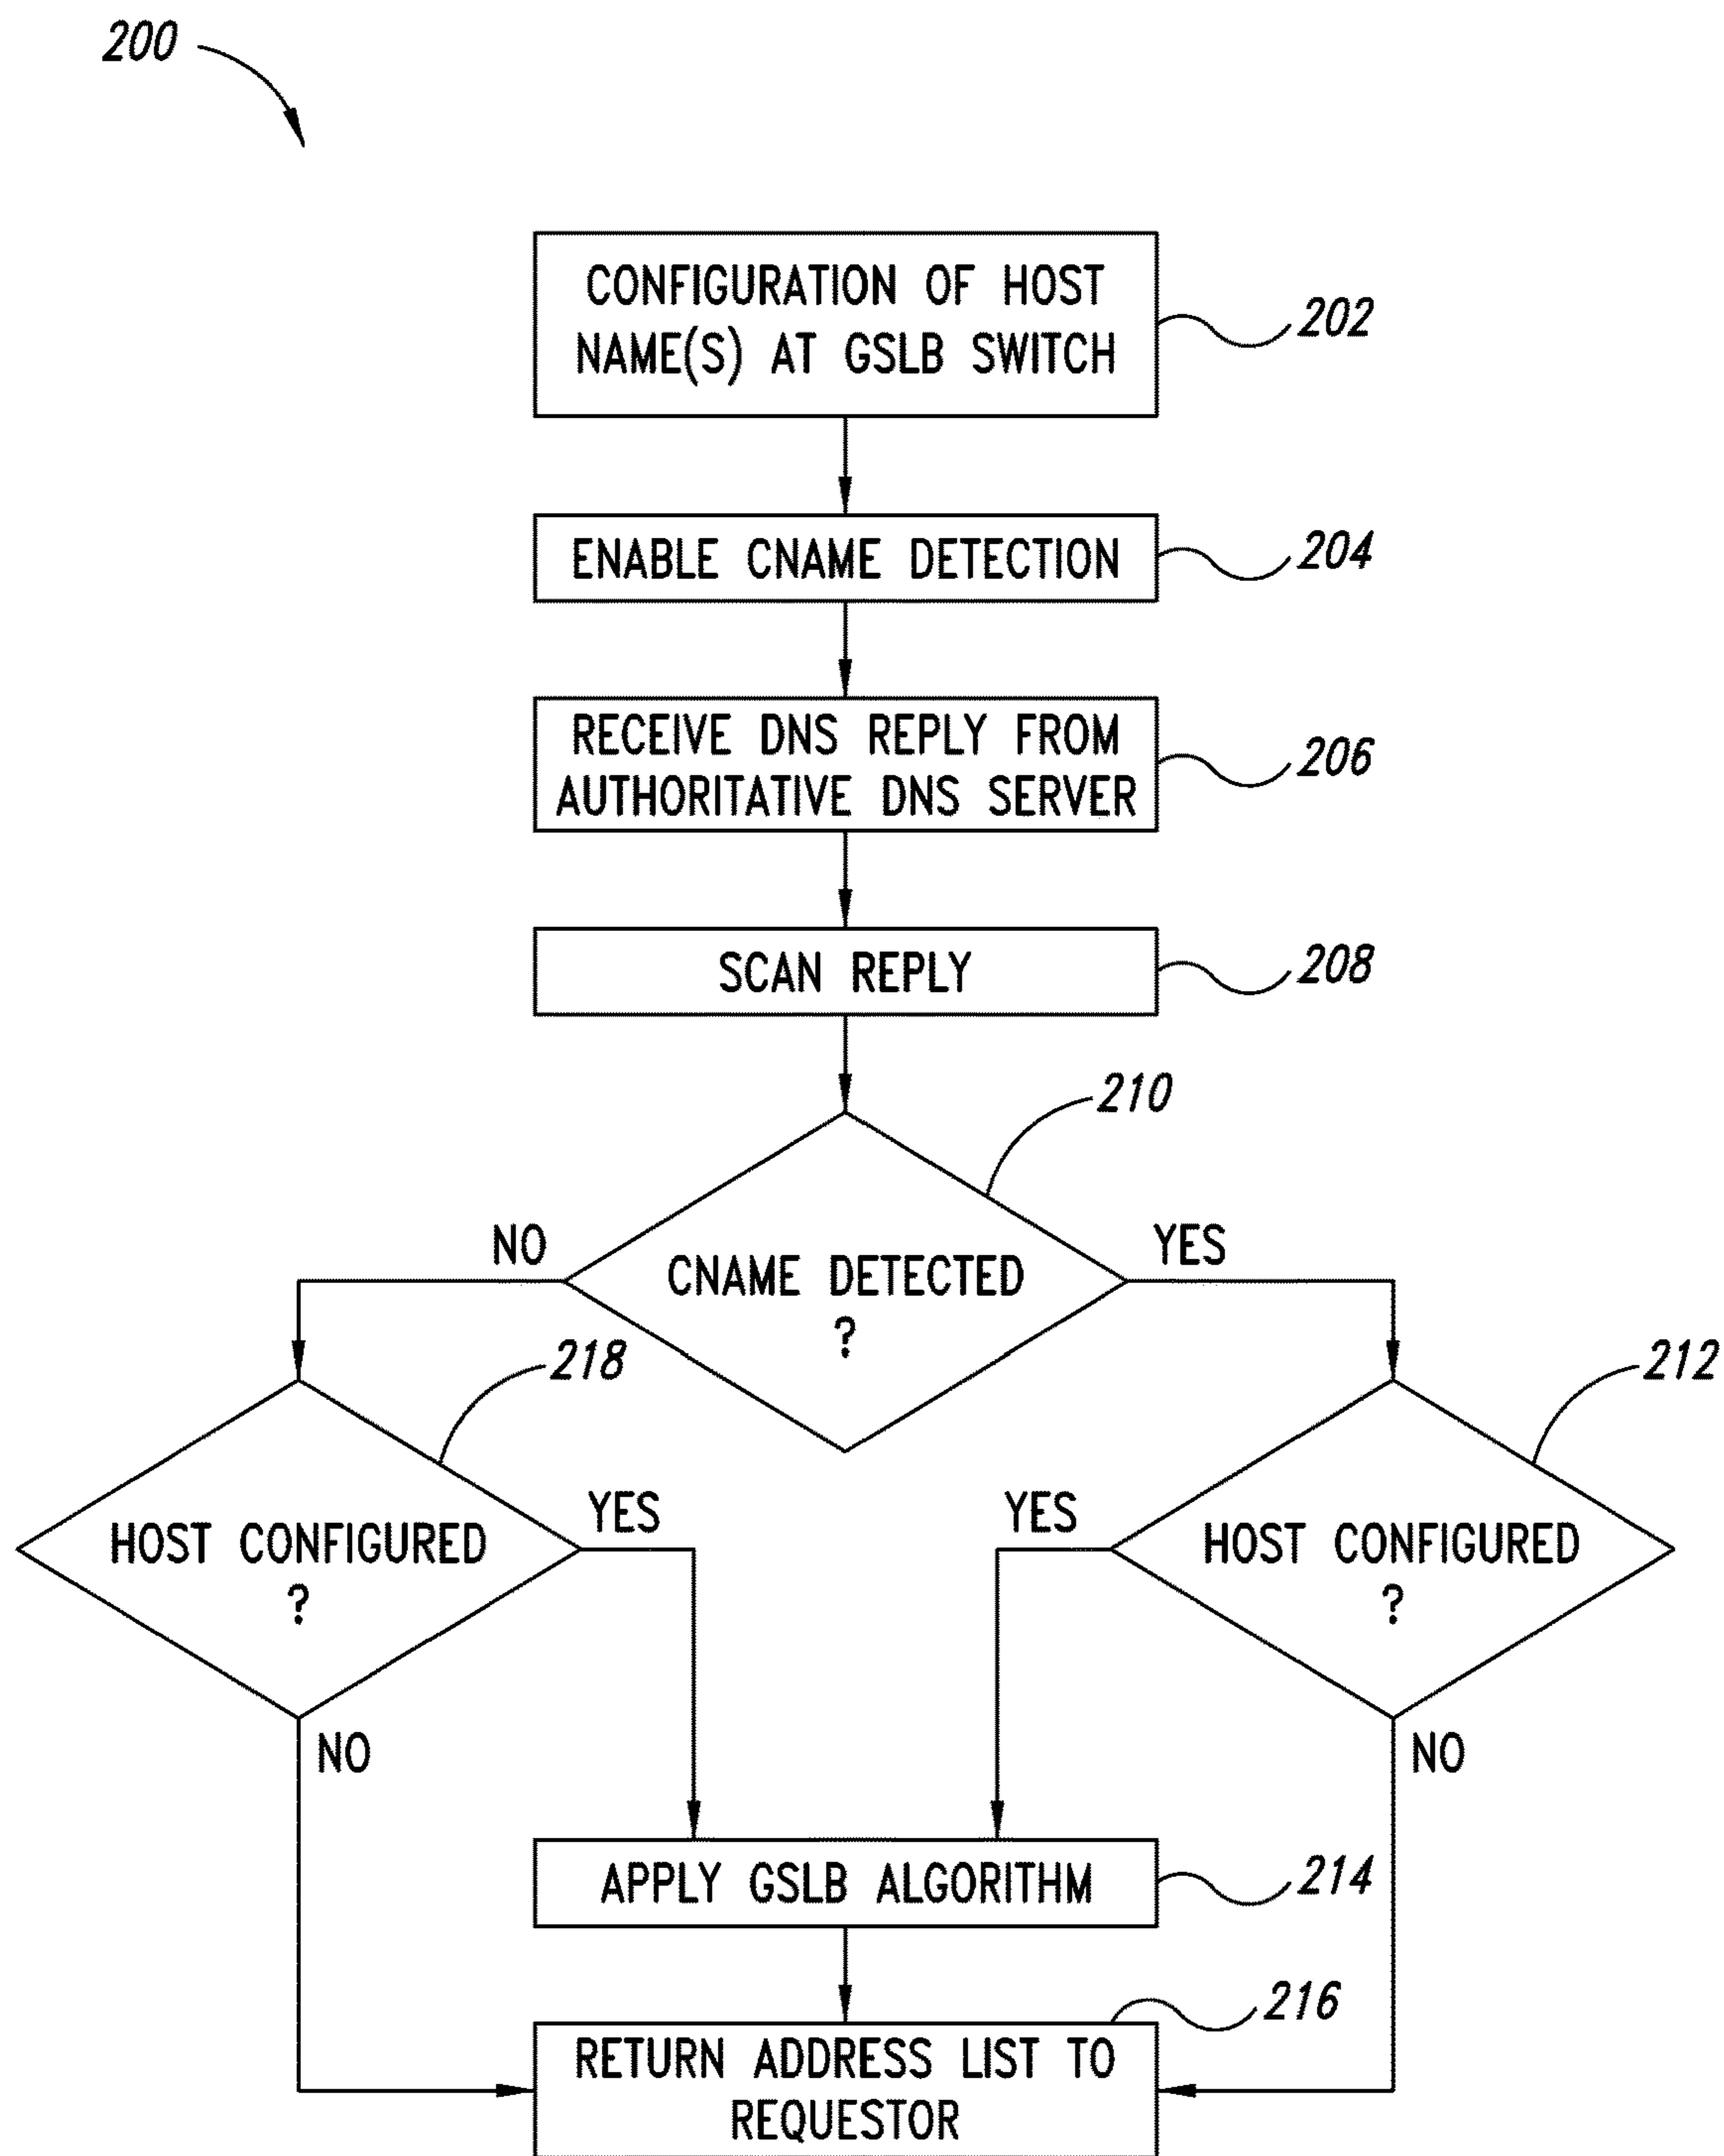 200
CONFIGURATION OF HOST
NAME(S) AT GSLB SWITCH
202
ENABLE CNAME DETECTION
204
RECEIVE DNS REPLY FROM
AUTHORITATIVE DNS SERVER
206
SCAN REPLY
208
210
NO
YES
CNAME DETECTED
?
218
212
HOST CONFIGURED
?
YES
YES
HOST CONFIGURED
?
NO
NO
APPLY GSLB ALGORITHM
214
216
RETURN ADDRESS LIST TO
REQUESTOR